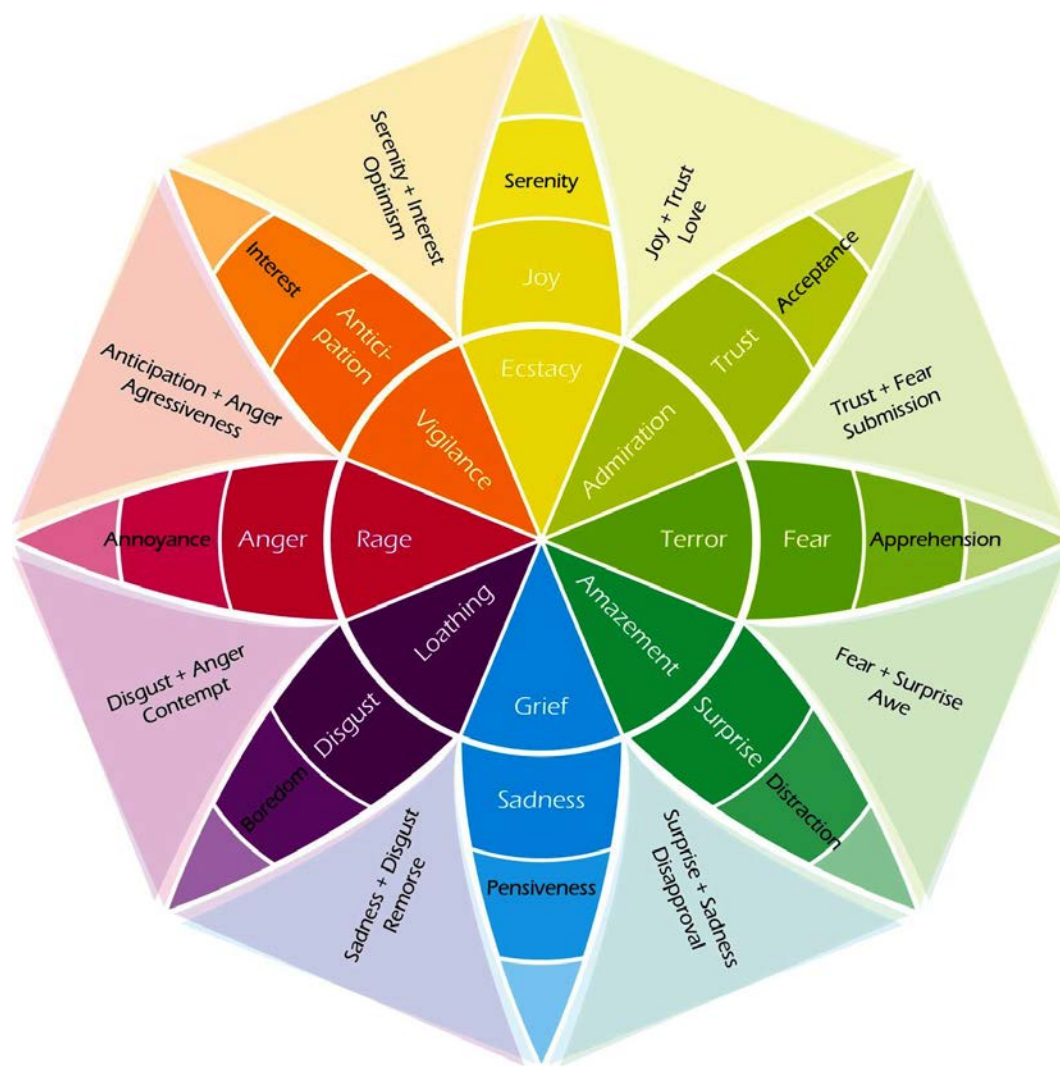 Serenity + Interest
Optimism
Serenity
Joy
Ecstacy
Joy + Trust
Love
Acceptance
Trust
Admiration
Trust + Fear
Submission
Interest
Antici-
pation
Vigilance
Anticipation + Anger
Agressiveness
Annoyance
Anger
Rage
Terror
Fear
Apprehension
Disgust + Anger
Contempt
Loathing
Disgust
Boredom
Grief
Sadness
Pensiveness
Amazement
Surprise
Distraction
Fear + Surprise
Awe
Sadness + Disgust
Remorse
Surprise + Sadness
Disapproval